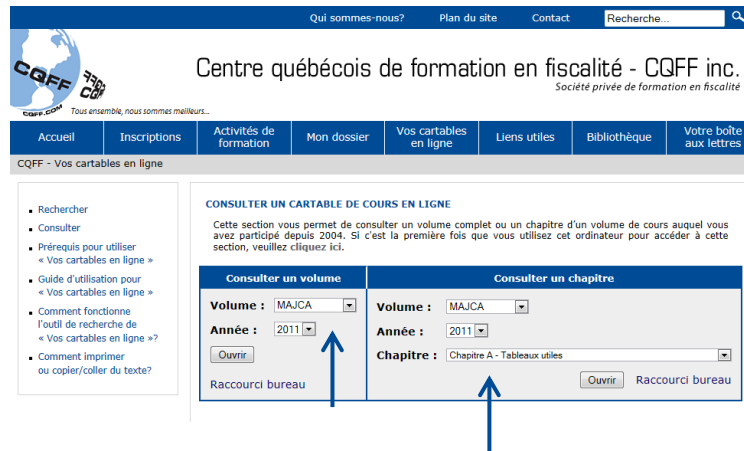 Qui sommes-nous? Plan du site Contact Recherche...
CQFF
CQFF
CQFF.COM Tous ensemble, nous sommes meilleurs...
Centre québécois de formation en fiscalité - CQFF inc.
Société privée de formation en fiscalité
Accueil Inscriptions Activités de formation Mon dossier Vos cartables en ligne Liens utiles Bibliothèque Votre boîte aux lettres
CQFF - Vos cartables en ligne
Rechercher
Consulter
Prérequis pour utiliser
« Vos cartables en ligne »
Guide d'utilisation pour
« Vos cartables en ligne »
Comment fonctionne
l'outil de recherche de
« Vos cartables en ligne »?
Comment imprimer
ou copier/coller du texte?
CONSULTER UN CARTABLE DE COURS EN LIGNE
Cette section vous permet de consulter un volume complet ou un chapitre d'un volume de cours auquel vous
avez participé depuis 2004. Si c'est la première fois que vous utilisez cet ordinateur pour accéder à cette
section, veuillez cliquez ici.
Consulter un volume
Volume : MAJCA
Année : 2011
Ouvrir
Raccourci bureau
Consulter un chapitre
Volume : MAJCA
Année : 2011
Chapitre : Chapitre A - Tableaux utiles
Ouvrir Raccourci bureau